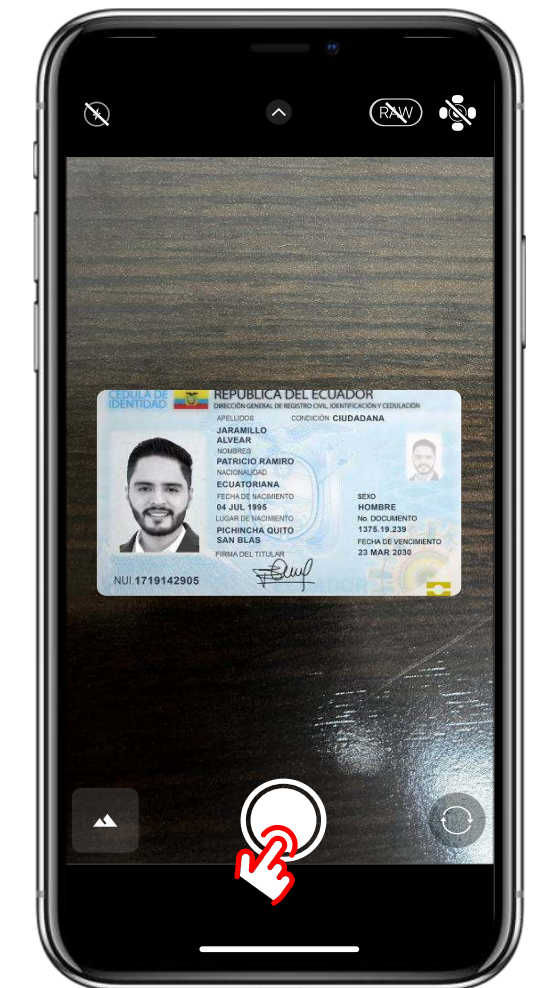 RAW
CÉDULA DE
IDENTIDAD
REPÚBLICA DEL ECUADOR
DIRECCIÓN GENERAL DE REGISTRO CIVIL, IDENTIFICACIÓN Y CEDULACIÓN
APELLIDOS CONDICIÓN CIUDADANA
JARAMILLO
ALVEAR
NOMBRES
PATRICIO RAMIRO
NACIONALIDAD
ECUATORIANA
FECHA DE NACIMIENTO SEXO
04 JUL 1995 HOMBRE
LUGAR DE NACIMIENTO No. DOCUMENTO
PICHINCHA QUITO 1375.19.239
SAN BLAS FECHA DE VENCIMIENTO
23 MAR 2030
FIRMA DEL TITULAR
NUI.1719142905